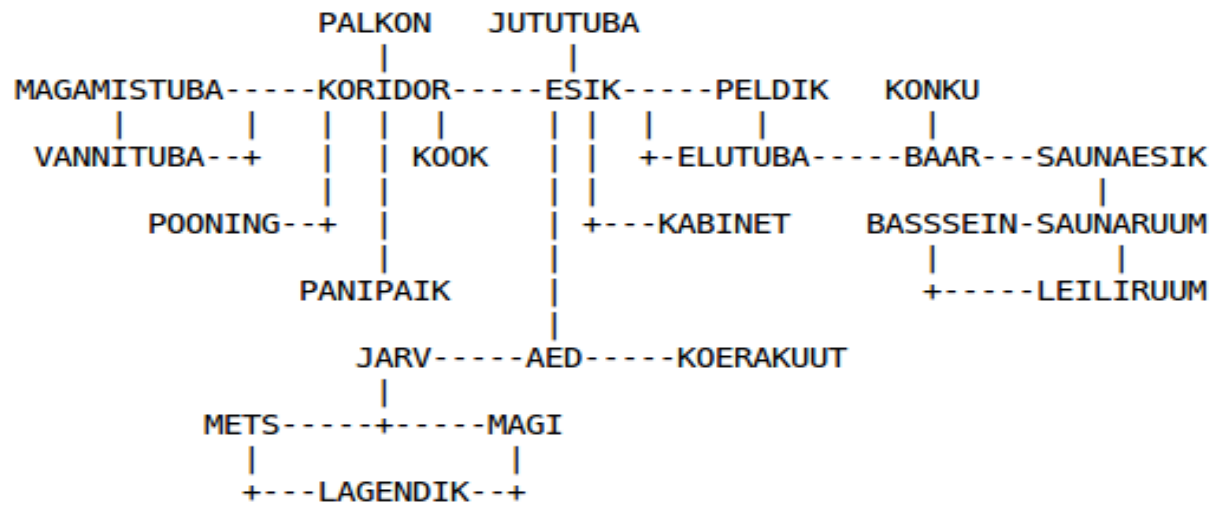 PALKON JUTUTUBA
MAGAMISTUBA-----KORIDOR-----ESIK-----PELDIK KONKU
VANNITUBA--+ KOOK +-ELUTUBA-----BAAR---SAUNAESIK
POONING--+ +---KABINET BASSSEIN-SAUNARUUM
PANIPAIK +-----LEILIRUUM
JARV-----AED-----KOERAKUUT
METS-----+-----MAGI
+---LAGENDIK--+